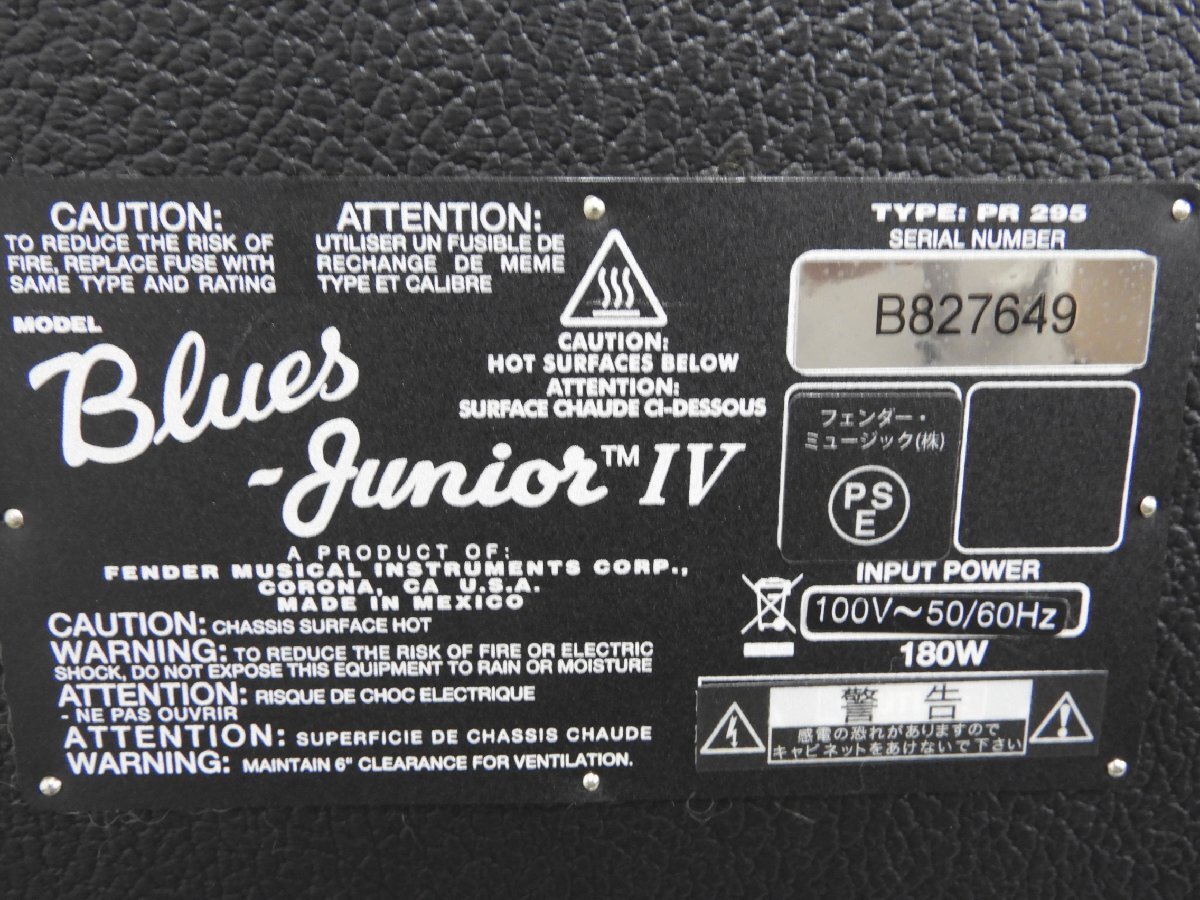 CAUTION:
TO REDUCE THE RISK OF
FIRE, REPLACE FUSE WITH
SAME TYPE AND RATING
ATTENTION:
UTILISER UN FUSIBLE DE
RECHANGE DE MEME
TYPE ET CALIBRE
TYPE: PR 295
SERIAL NUMBER
B827649
MODEL
Blues
Junior™ IV
CAUTION:
HOT SURFACES BELOW
ATTENTION:
SURFACE CHAUDE CI-DESSOUS
フェンダー・
ミュージック(株)
PS
E
A PRODUCT OF:
FENDER MUSICAL INSTRUMENTS CORP.,
CORONA, CA U.S.A.
MADE IN MEXICO
INPUT POWER
100V～50/60Hz
180W
CAUTION: CHASSIS SURFACE HOT
WARNING: TO REDUCE THE RISK OF FIRE OR ELECTRIC
SHOCK, DO NOT EXPOSE THIS EQUIPMENT TO RAIN OR MOISTURE
ATTENTION: RISQUE DE CHOC ELECTRIQUE
- NE PAS OUVRIR
ATTENTION: SUPERFICIE DE CHASSIS CHAUDE
WARNING: MAINTAIN 6" CLEARANCE FOR VENTILATION.
警告
感電の恐れがありますので
キャビネットをあけないで下さい